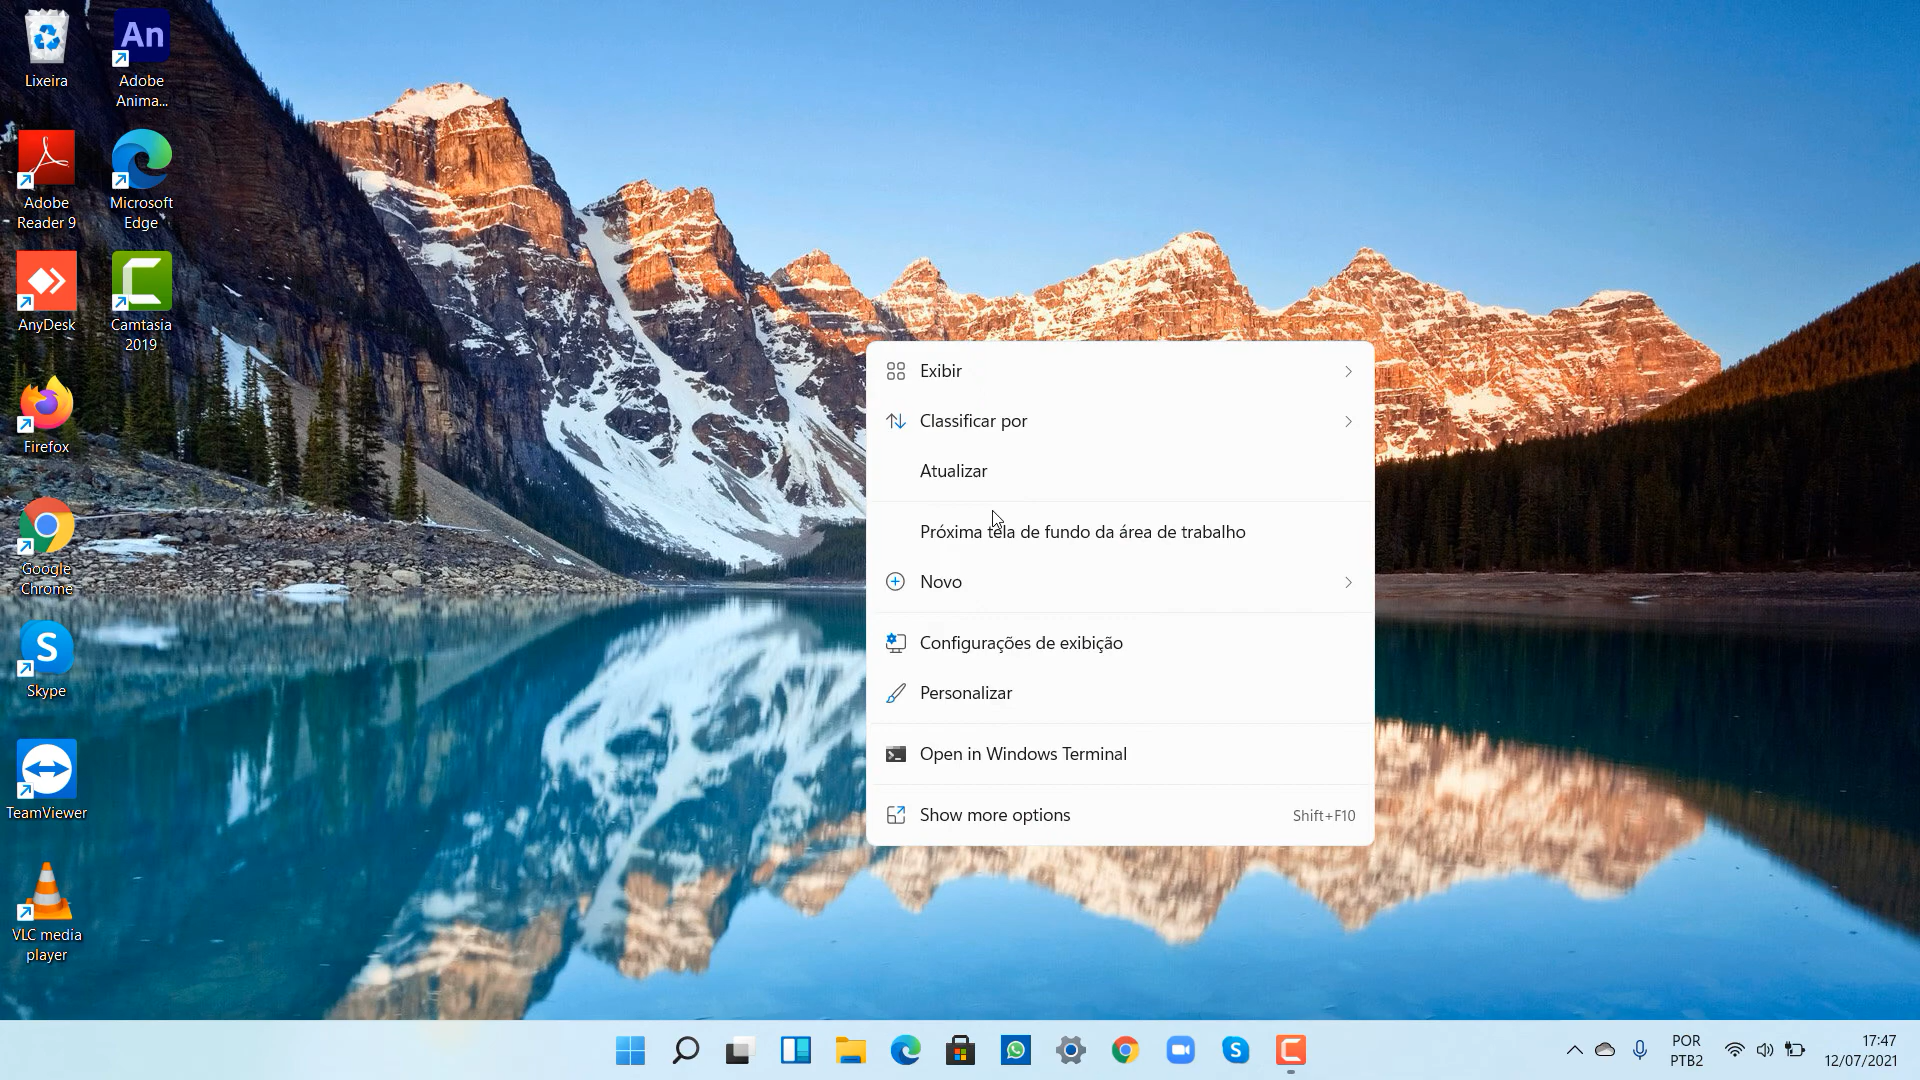 Lixeira
An
Adobe
Anima...
Adobe
Reader 9
Microsoft
Edge
AnyDesk
Camtasia
2019
Firefox
Google
Chrome
S
Skype
TeamViewer
VLC media
player
Exibir
Classificar por
Atualizar
Próxima tela de fundo da área de trabalho
Novo
Configurações de exibição
Personalizar
Open in Windows Terminal
Show more options Shift+F10
S
POR
PTB2
17:47
12/07/2021